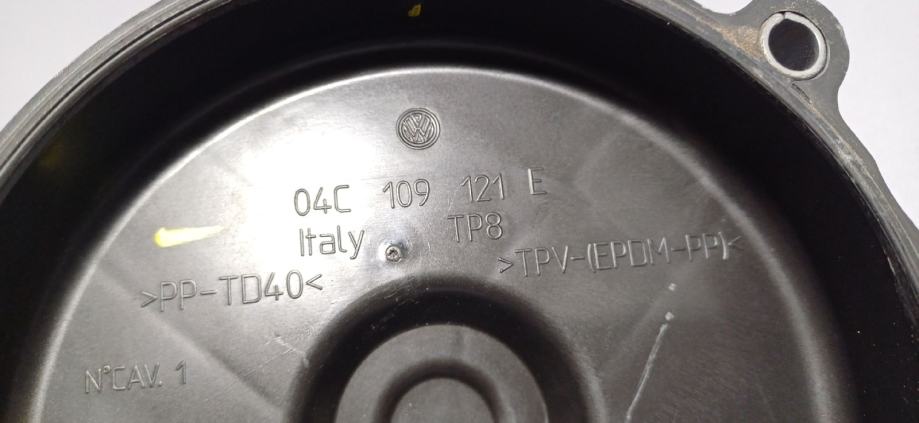 04C 109 121 E
Italy TP8
>PP-TD40< >TPV-(EPDM-PP)<
N°CAV. 1